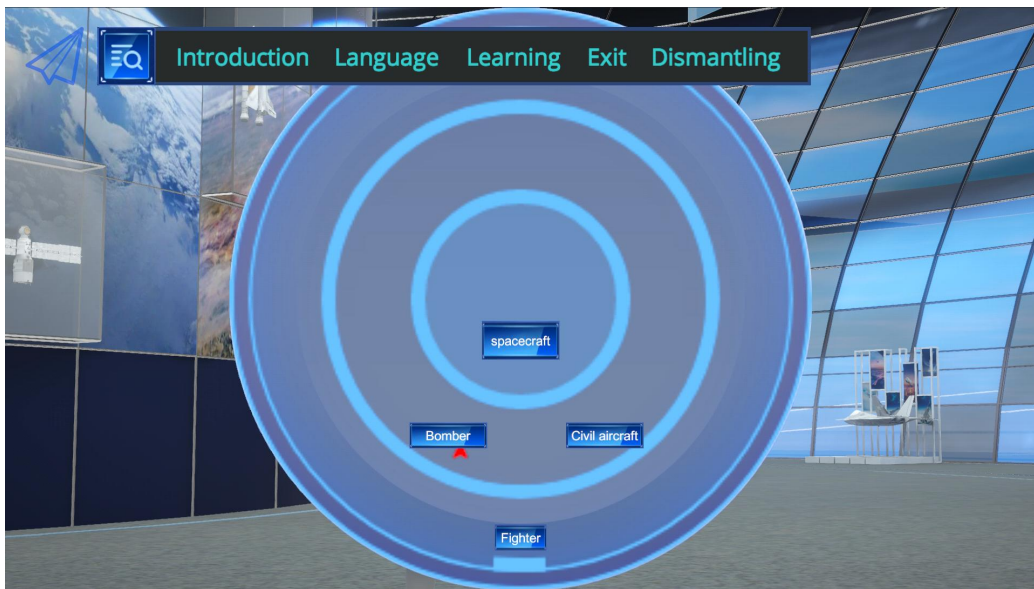 Introduction Language Learning Exit Dismantling
spacecraft
Bomber Civil aircraft
Fighter